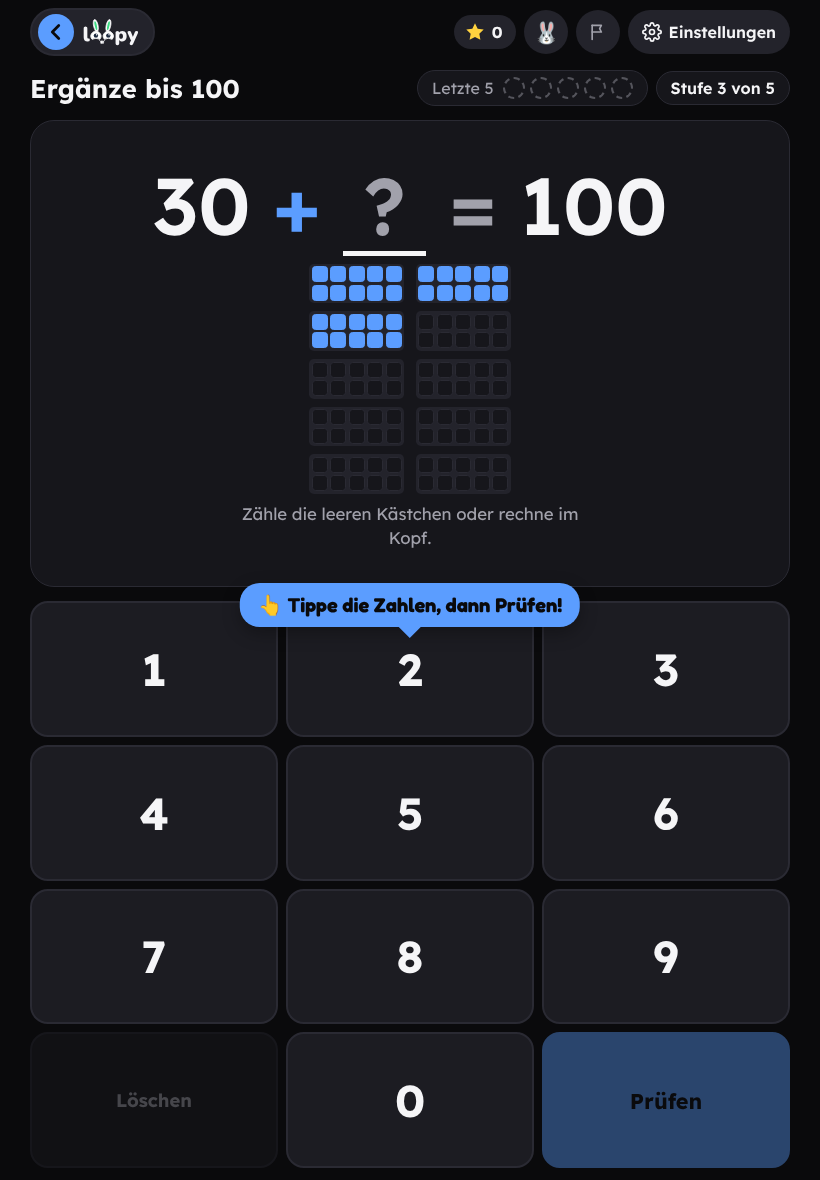 loopy
0
Einstellungen
Ergänze bis 100
Letzte 5
Stufe 3 von 5
30 + ? = 100
Zähle die leeren Kästchen oder rechne im
Kopf.
👆 Tippe die Zahlen, dann Prüfen!
1 2 3
4 5 6
7 8 9
Löschen 0 Prüfen